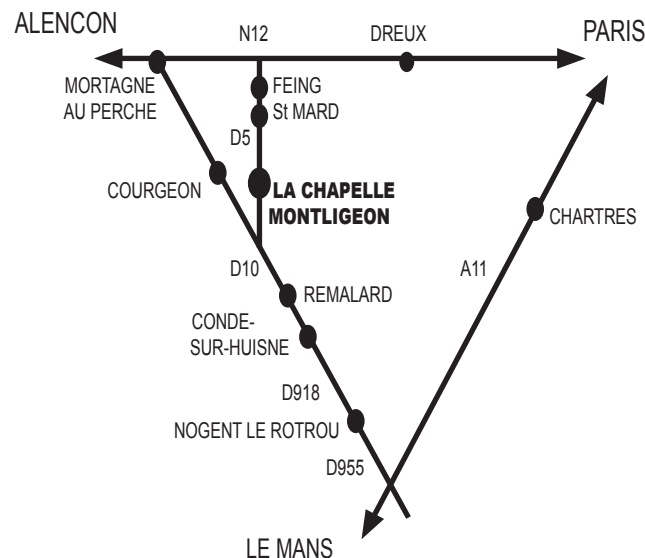 ALENCON
N12
DREUX
PARIS
MORTAGNE
AU PERCHE
FEING
St MARD
D5
COURGEON
LA CHAPELLE
MONTLIGEON
CHARTRES
D10
A11
REMALARD
CONDE-
SUR-HUISNE
D918
NOGENT LE ROTROU
D955
LE MANS